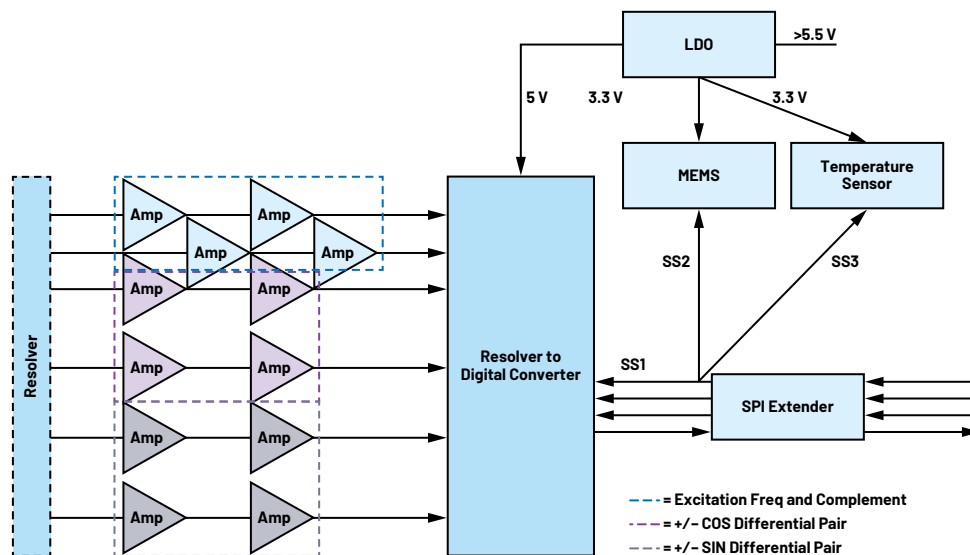 LDO
>5.5 V
5 V
3.3 V
3.3 V
MEMS
Temperature
Sensor
Amp
Amp
Amp
Amp
Amp
Amp
SS2
SS3
Resolver
Amp
Amp
Resolver to
Digital Converter
SS1
SPI Extender
Amp
Amp
Amp
Amp
= Excitation Freq and Complement
= +/– COS Differential Pair
= +/– SIN Differential Pair